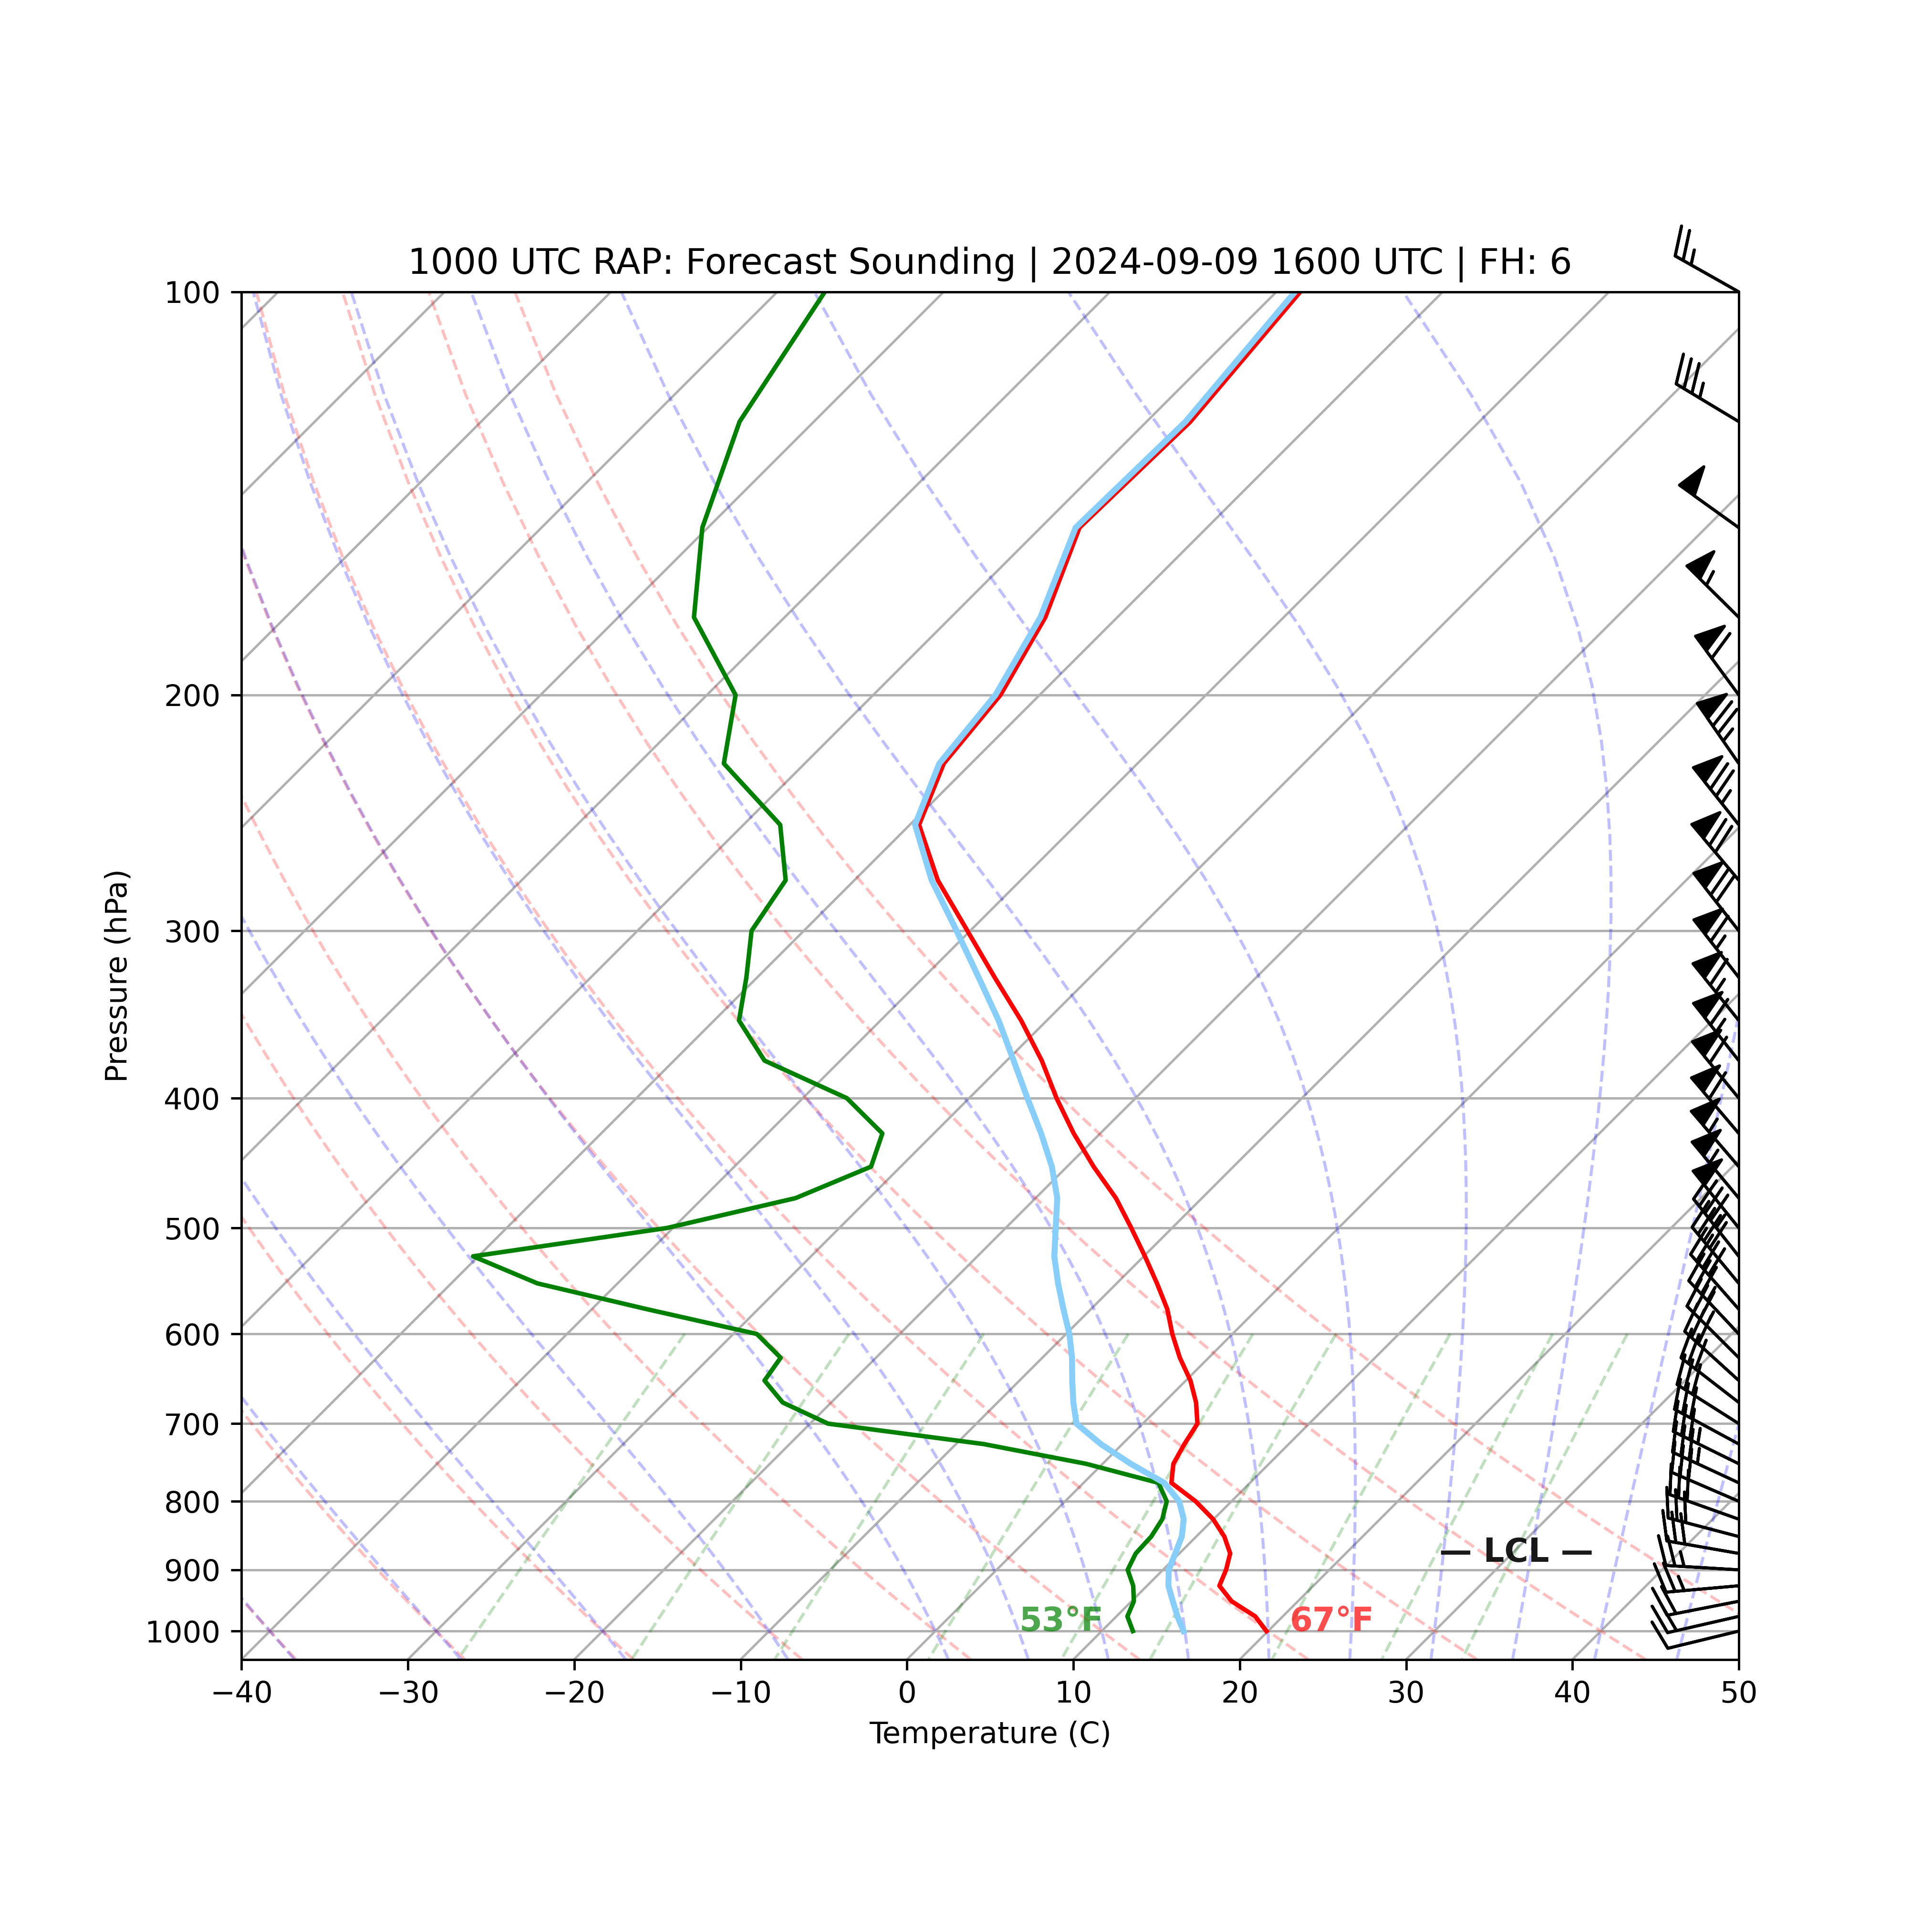 1000 UTC RAP: Forecast Sounding | 2024-09-09 1600 UTC | FH: 6
100
200
300
400
500
600
700
800
900
1000
Pressure (hPa)
— LCL —
53°F
67°F
−40 −30 −20 −10 0 10 20 30 40 50
Temperature (C)